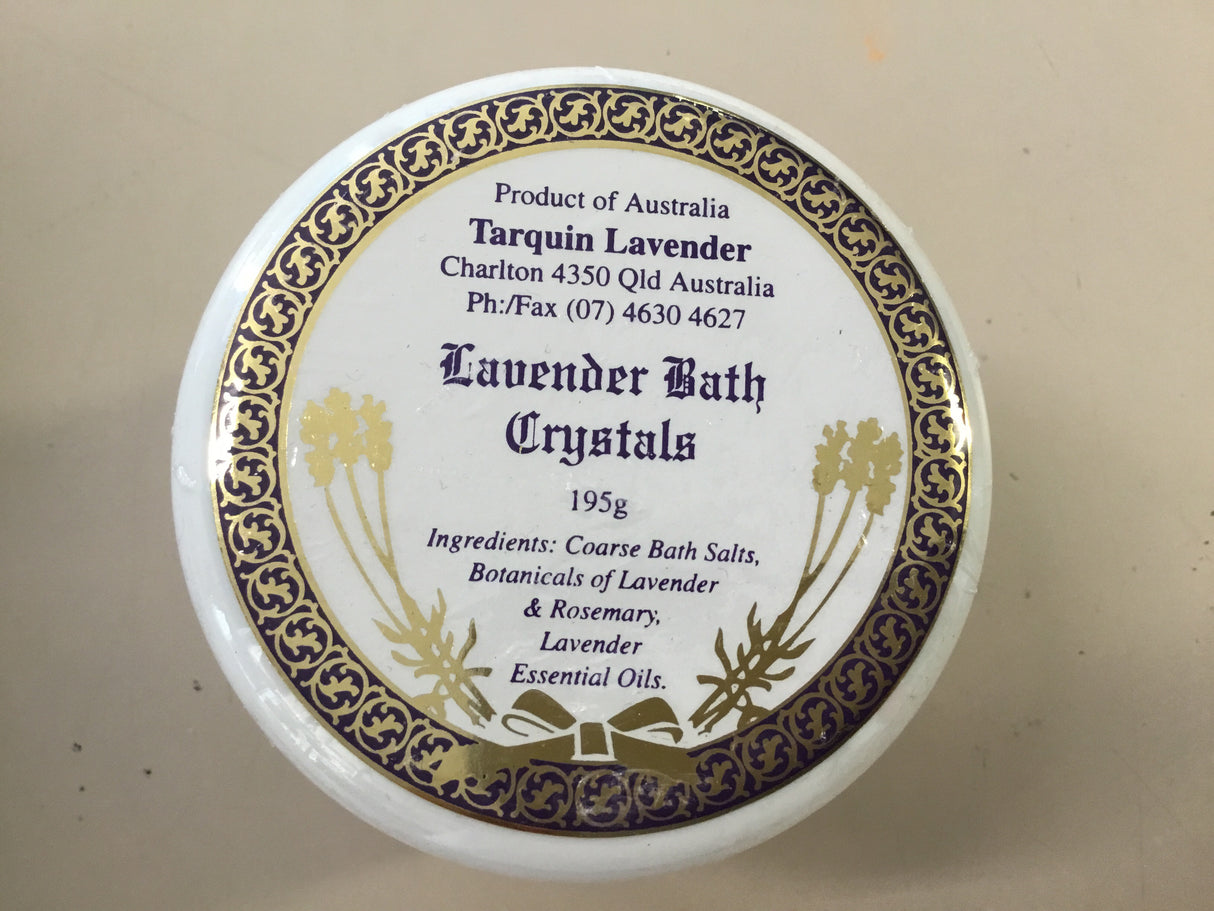 Product of Australia
Tarquin Lavender
Charlton 4350 Qld Australia
Ph:/Fax (07) 4630 4627
Lavender Bath
Crystals
195g
Ingredients: Coarse Bath Salts,
Botanicals of Lavender
& Rosemary,
Lavender
Essential Oils.